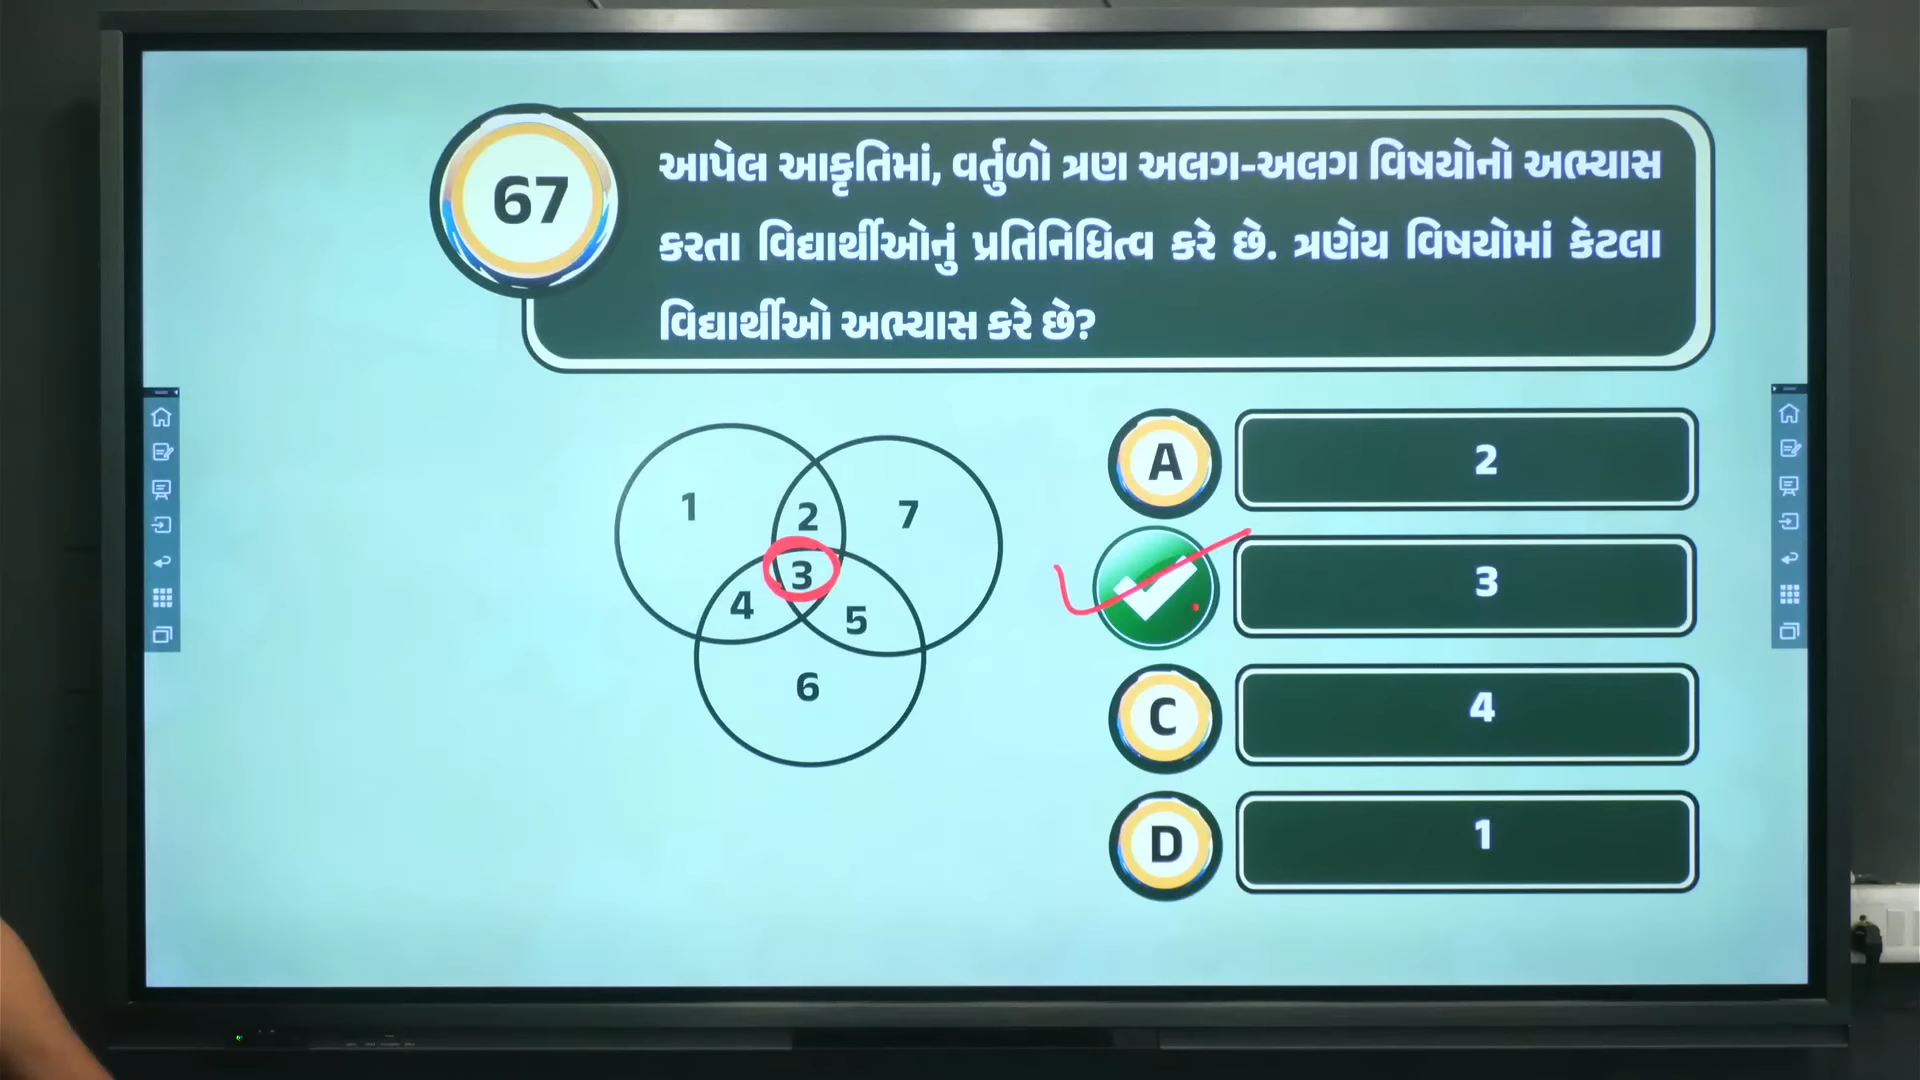 67
આપેલ આકૃતિમાં, વર્તુળો ત્રણ અલગ-અલગ વિષયોનો અભ્યાસ
કરતા વિદ્યાર્થીઓનું પ્રતિનિધિત્વ કરે છે. ત્રણેય વિષયોમાં કેટલા
વિદ્યાર્થીઓ અભ્યાસ કરે છે?
1
2
7
3
4
5
6
A
2
3
C
4
D
1